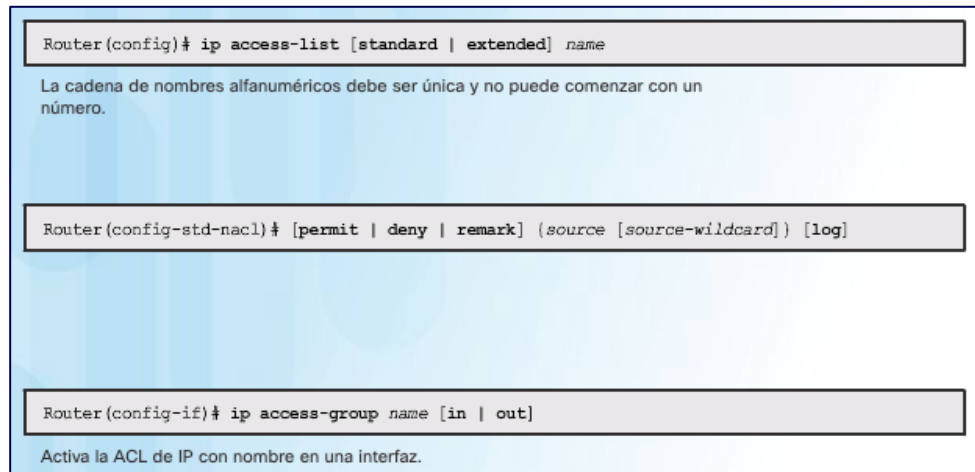 Router(config)# ip access-list [standard | extended] name
La cadena de nombres alfanuméricos debe ser única y no puede comenzar con un
número.
Router(config-std-nacl)# [permit | deny | remark] {source [source-wildcard]} [log]
Router(config-if)# ip access-group name [in | out]
Activa la ACL de IP con nombre en una interfaz.